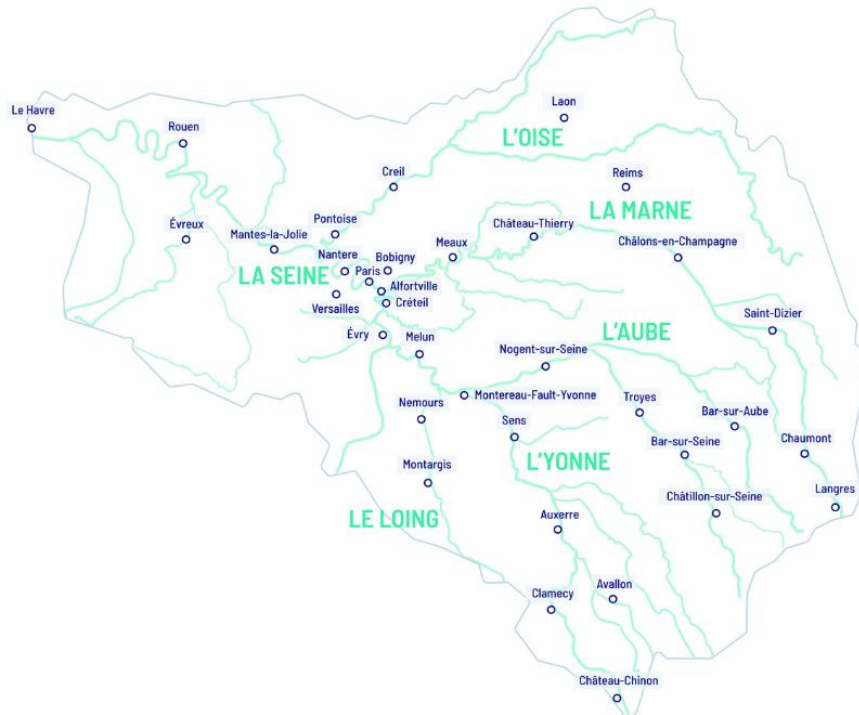 Laon
Le Havre
Rouen
L'OISE
Creil
Reims
LA MARNE
Pontoise
Évreux
Mantes-la-Jolie
Château-Thierry
Meaux
Châlons-en-Champagne
Nantere
Bobigny
LA SEINE
Paris
Alfortville
Versailles
Créteil
Saint-Dizier
Évry
Melun
L'AUBE
Nogent-sur-Seine
Montereau-Fault-Yvonne
Nemours
Troyes
Bar-sur-Aube
Sens
Bar-sur-Seine
Chaumont
L'YONNE
Montargis
Langres
Châtillon-sur-Seine
LE LOING
Auxerre
Avallon
Clamecy
Château-Chinon